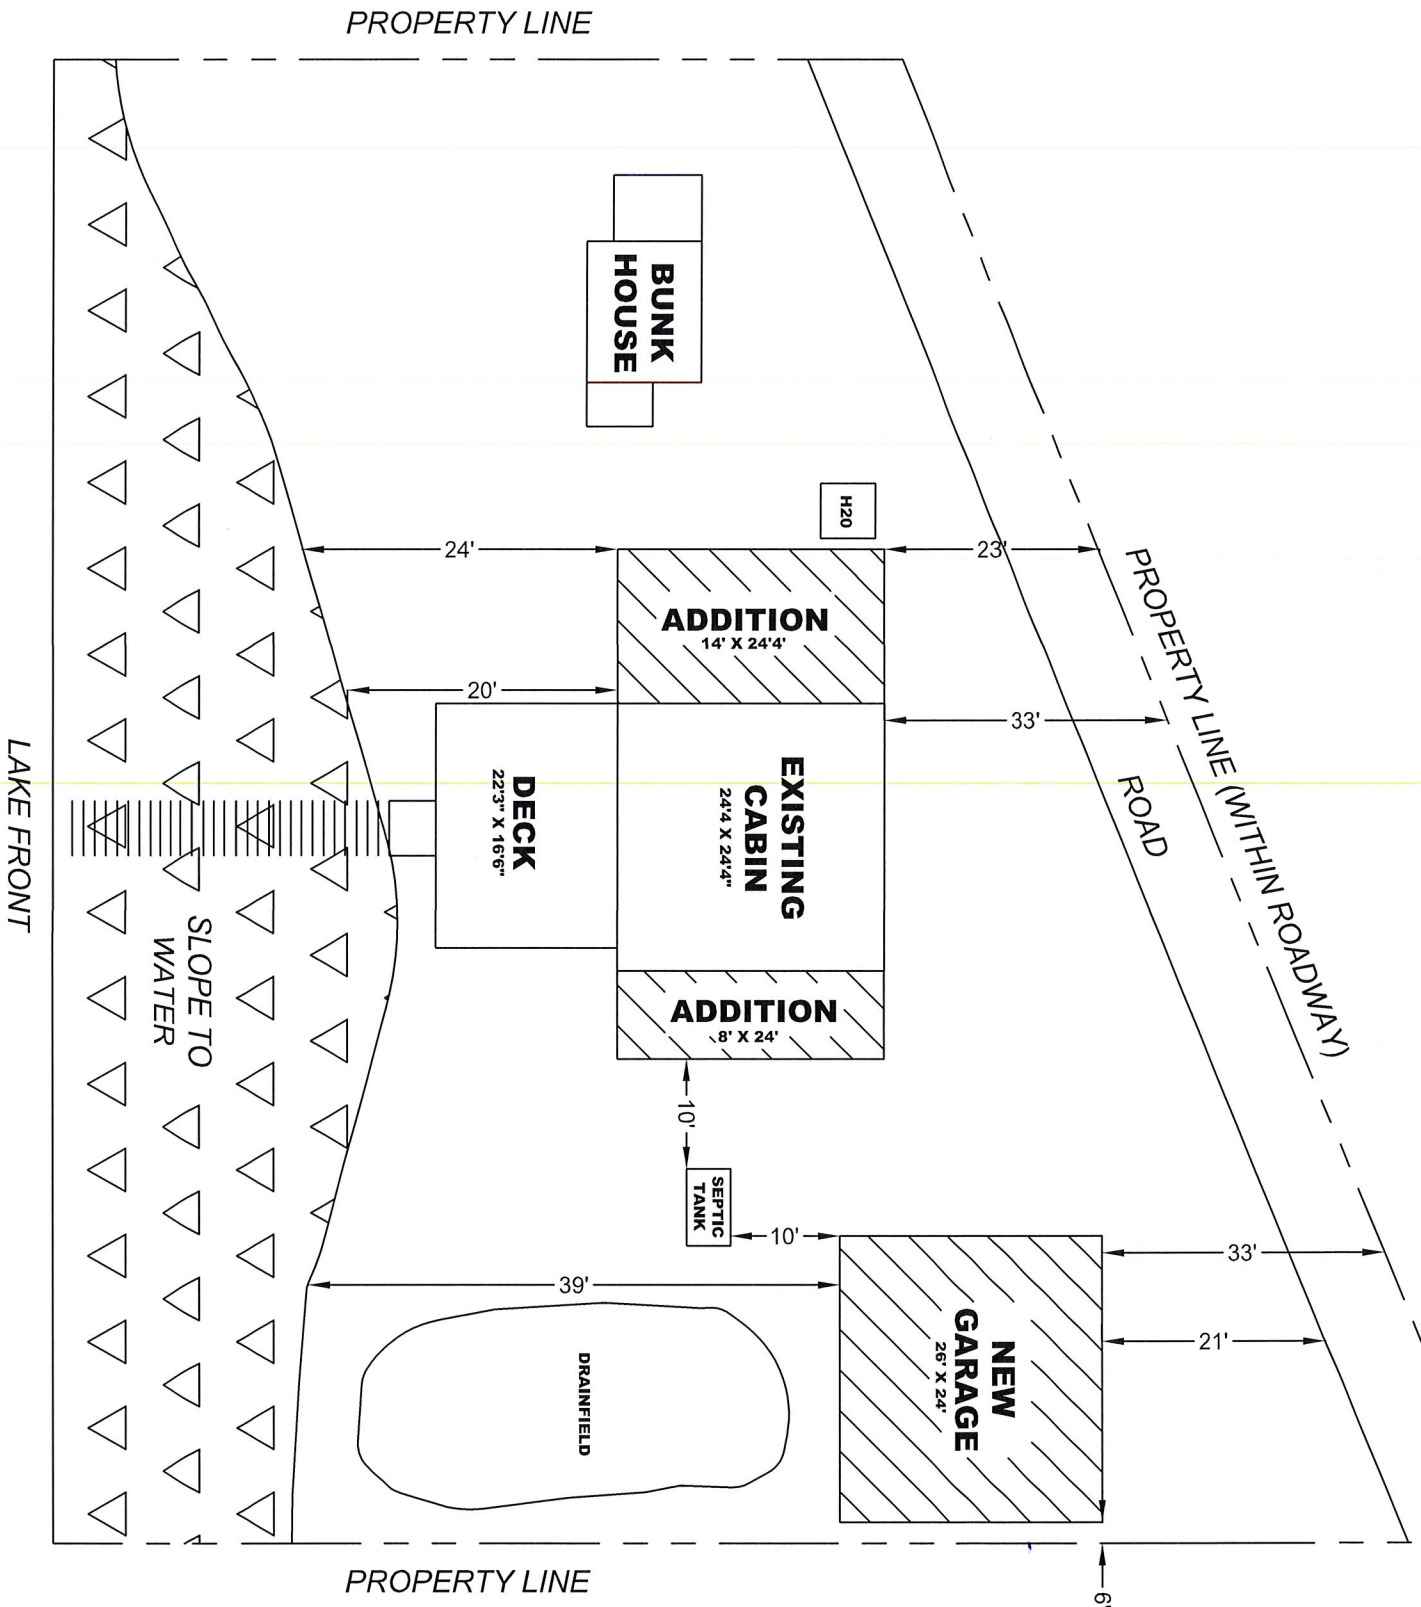 PROPERTY LINE
BUNK
HOUSE
H20
24'
23'
ADDITION
14' X 24'4'
20'
33'
PROPERTY LINE (WITHIN ROADWAY)
ROAD
EXISTING
CABIN
24'4 X 24'4"
DECK
22'3" X 16'6"
LAKE FRONT
SLOPE TO
WATER
ADDITION
8' X 24'
10'
SEPTIC
TANK
10'
33'
39'
21'
NEW
GARAGE
26' X 24'
DRAINFIELD
PROPERTY LINE